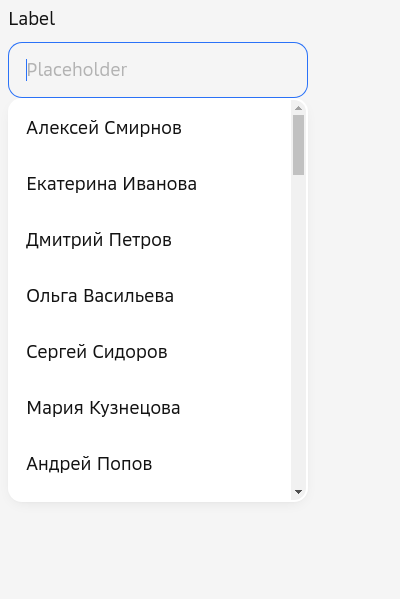 Label
Placeholder
Алексей Смирнов
Екатерина Иванова
Дмитрий Петров
Ольга Васильева
Сергей Сидоров
Мария Кузнецова
Андрей Попов